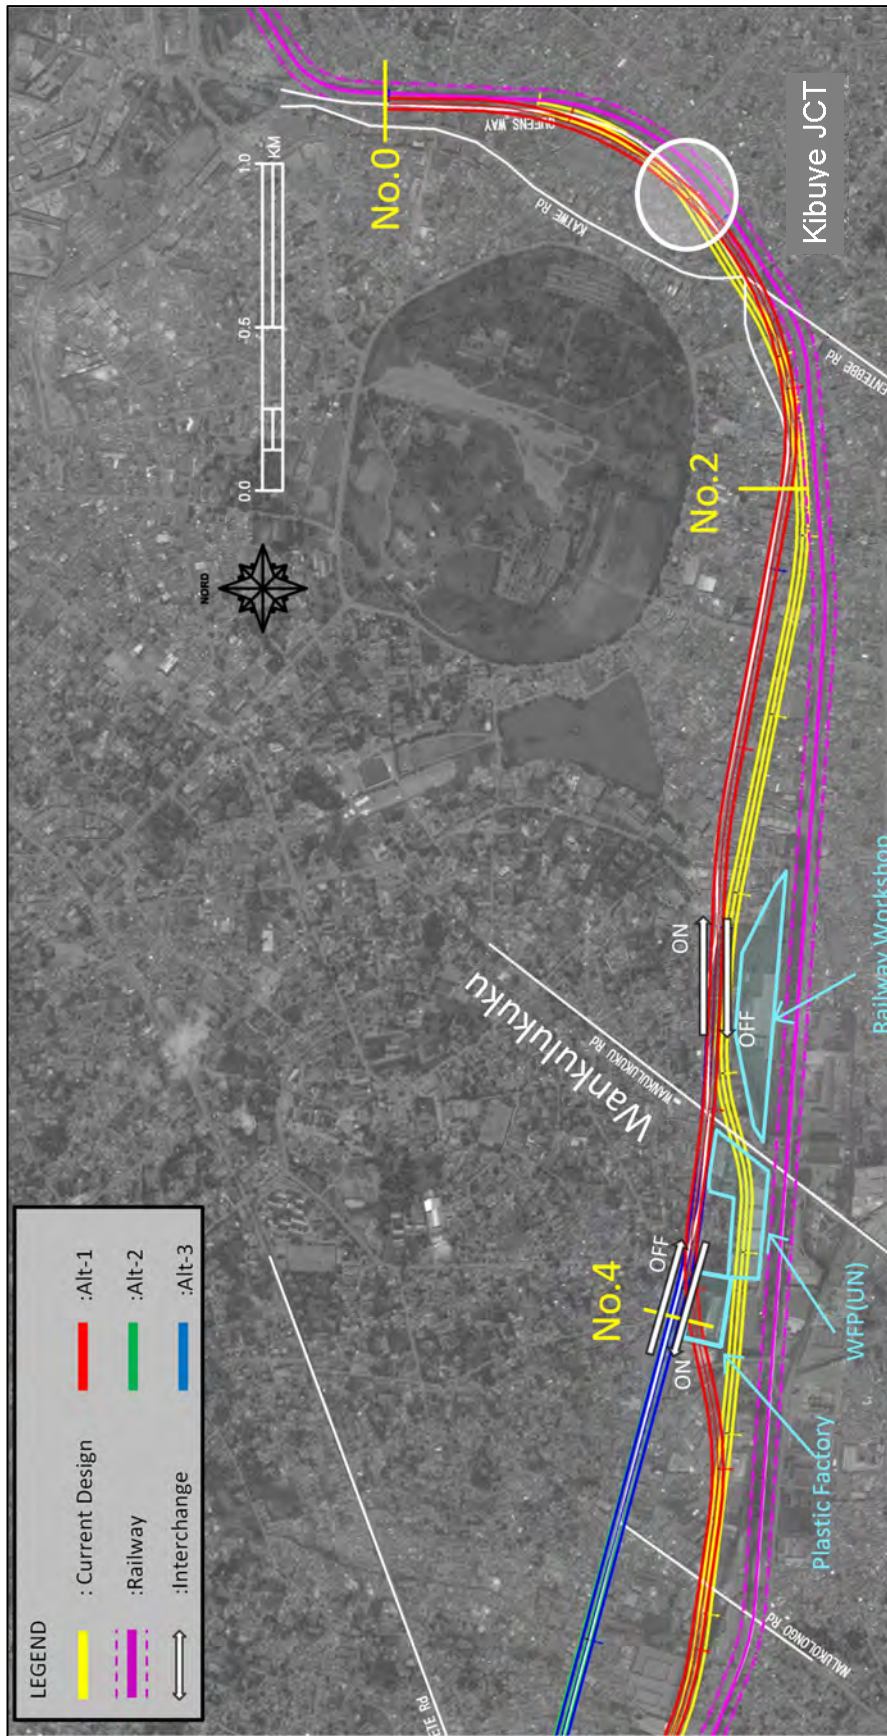 LEGEND
: Current Design
:Alt-1
:Railway
:Alt-2
:Interchange
:Alt-3
NORD
0.0
0.5
1.0
KM
No.0
QUEENS WAY
KATWE Rd
Kibuye JCT
ENTEBBE Rd
No.2
ON
OFF
Railway Workshop
WANKULUKUKU Rd
Wankulukuku
OFF
No.4
ON
WFP(UN)
Plastic Factory
NALUKOLONGO Rd
Rd